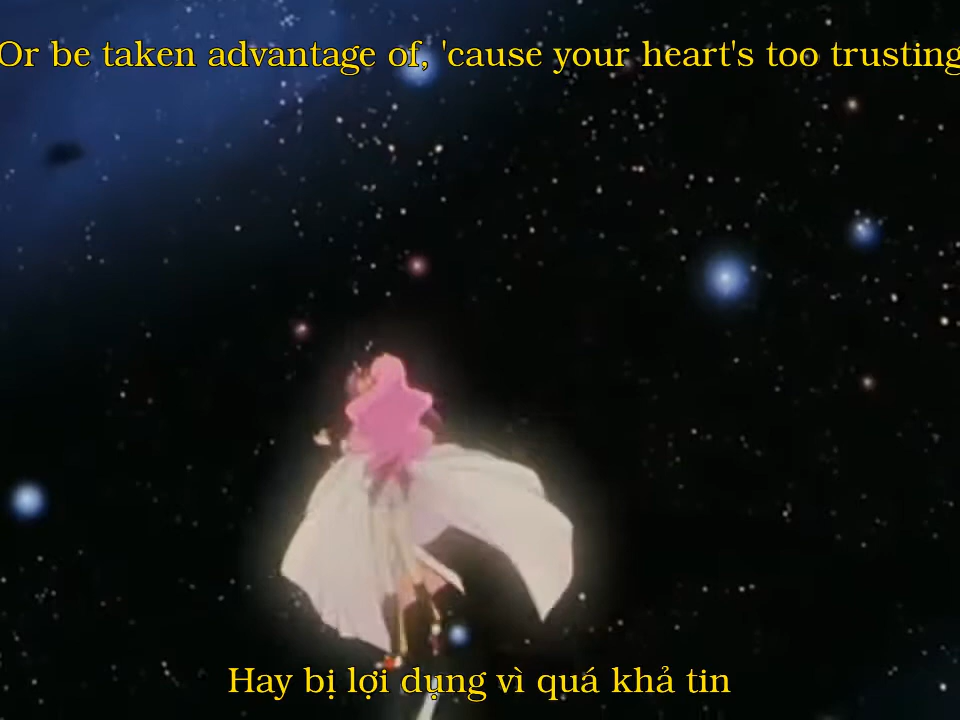 Or be taken advantage of, 'cause your heart's too trusting
Hay bị lợi dụng vì quá khả tin